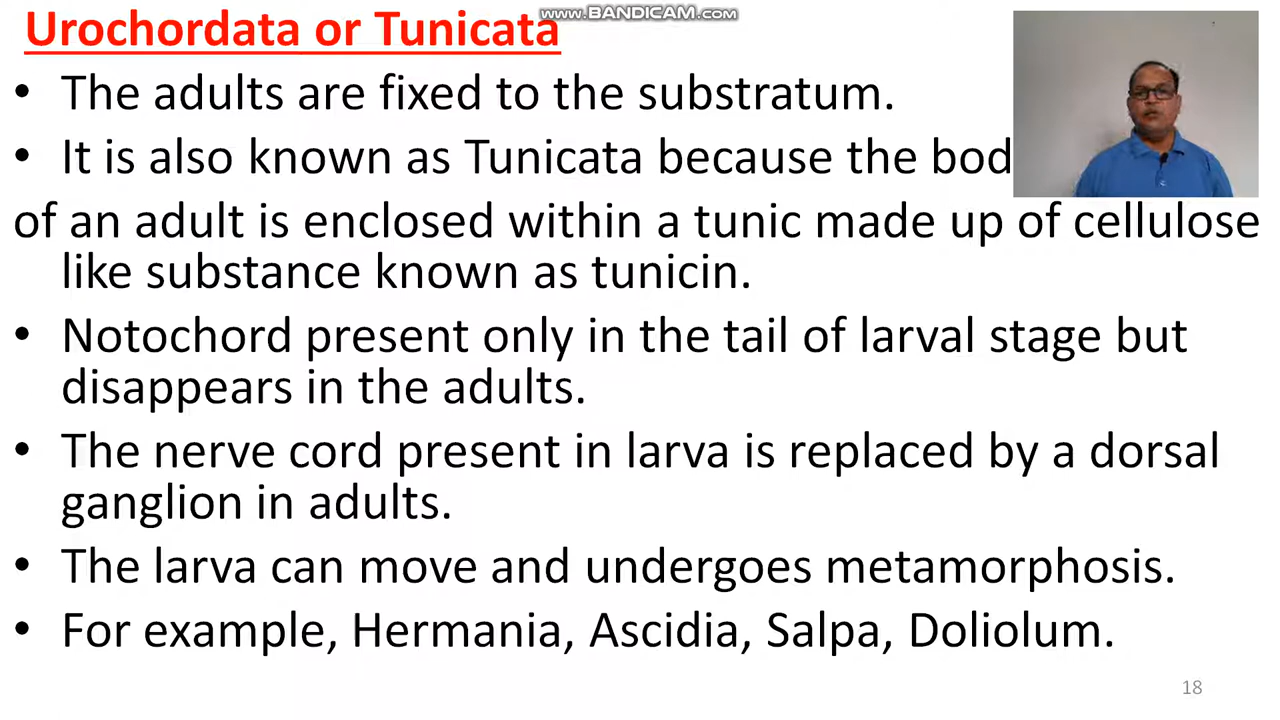 www.BANDICAM.com
Urochordata or Tunicata
• The adults are fixed to the substratum.
• It is also known as Tunicata because the bod
of an adult is enclosed within a tunic made up of cellulose
like substance known as tunicin.
• Notochord present only in the tail of larval stage but
disappears in the adults.
• The nerve cord present in larva is replaced by a dorsal
ganglion in adults.
• The larva can move and undergoes metamorphosis.
• For example, Hermania, Ascidia, Salpa, Doliolum.
18